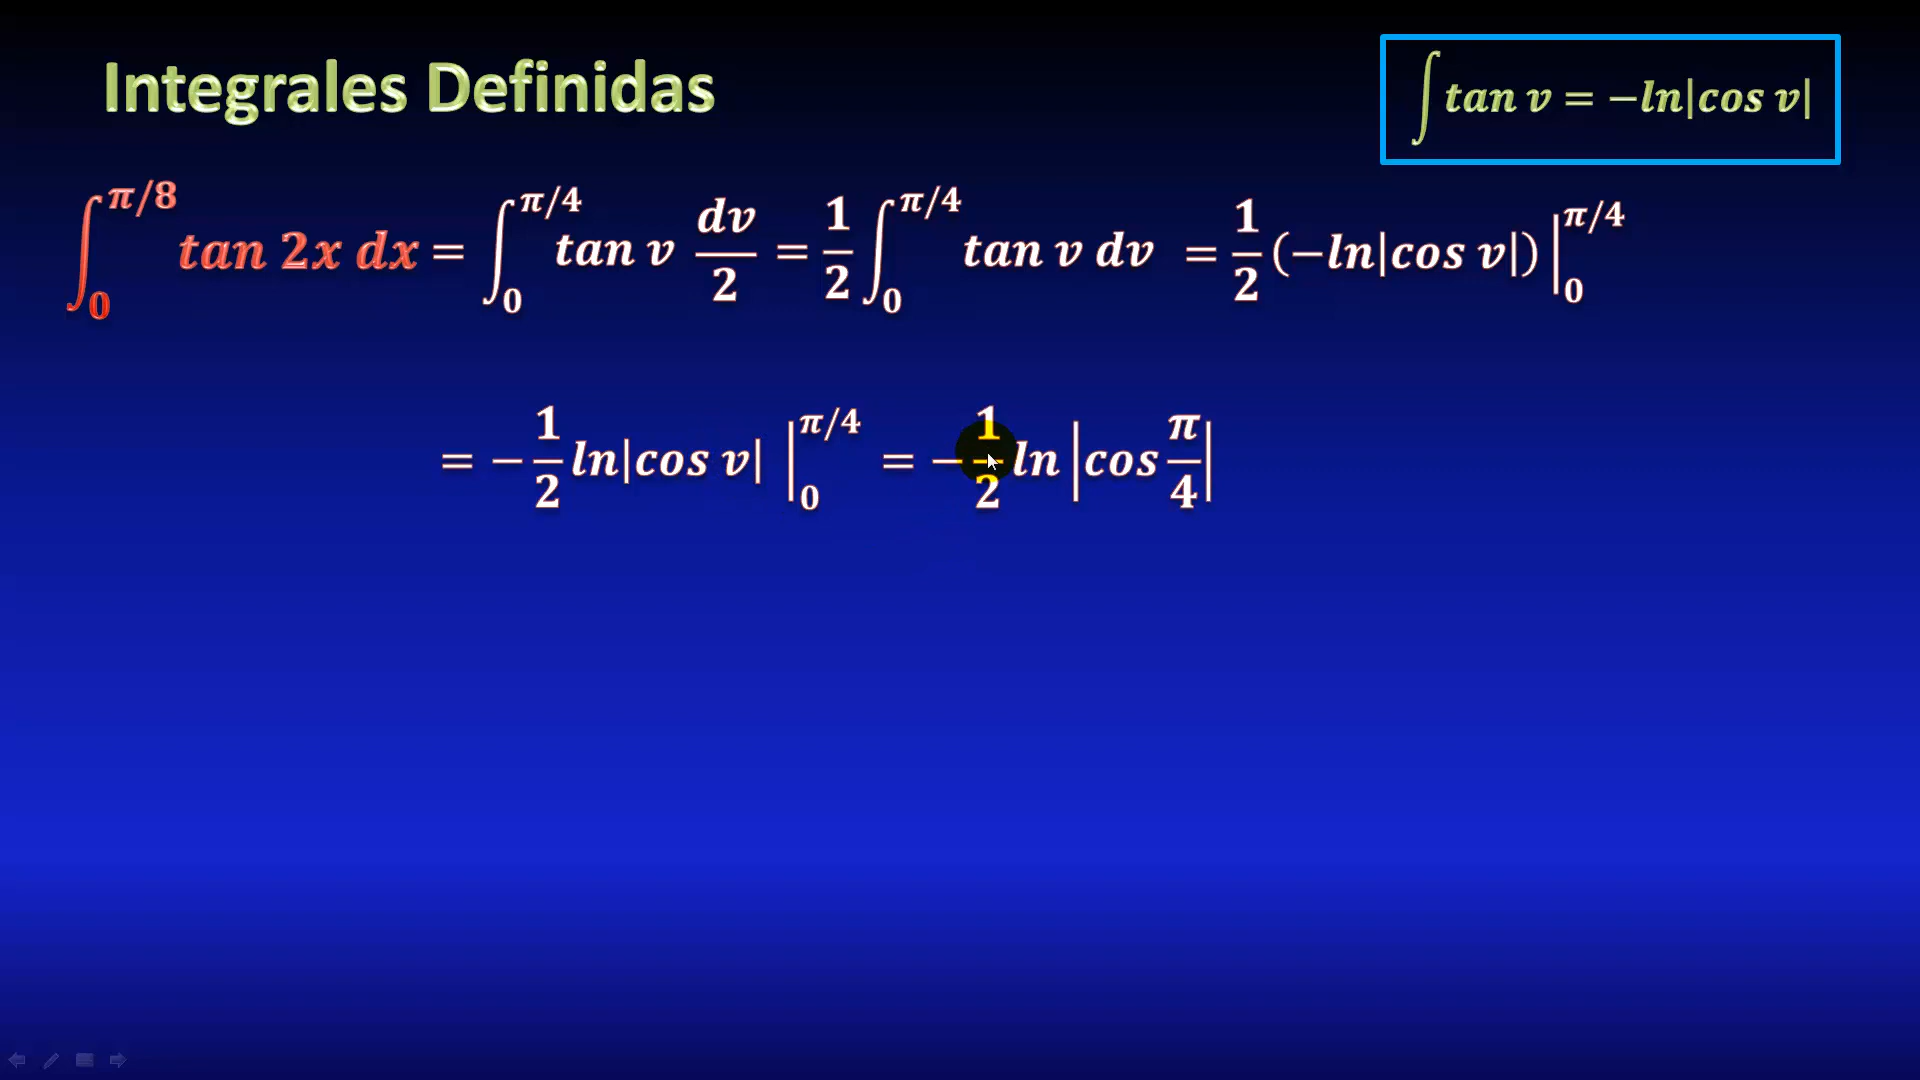 Integrales Definidas
∫ tan v = −ln|cos v|
∫₀^{π/8} tan 2x dx = ∫₀^{π/4} tan v dv/2 = 1/2 ∫₀^{π/4} tan v dv = 1/2 (−ln|cos v|) |₀^{π/4}
= −1/2 ln|cos v| |₀^{π/4} = −1/2 ln |cos π/4|